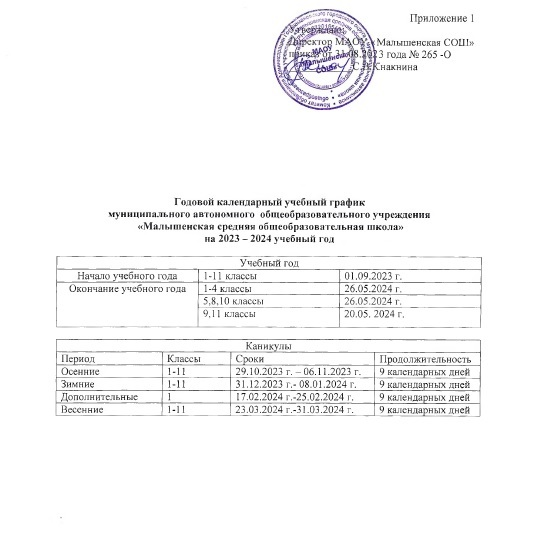 Приложение 1
Утверждаю:
Директор МАОУ «Малышенская СОШ»
приказ от 31.08.2023 года № 265 -О
Кнакнина
МАОУ
«Малышенская
СОШ»
Годовой календарный учебный график
муниципального автономного общеобразовательного учреждения
«Малышенская средняя общеобразовательная школа»
на 2023 – 2024 учебный год
Учебный год
Начало учебного года 1-11 классы 01.09.2023 г.
Окончание учебного года 1-4 классы 26.05.2024 г.
5,8,10 классы 26.05.2024 г.
9,11 классы 20.05. 2024 г.
Каникулы
Период Классы Сроки Продолжительность
Осенние 1-11 29.10.2023 г. – 06.11.2023 г. 9 календарных дней
Зимние 1-11 31.12.2023 г.- 08.01.2024 г. 9 календарных дней
Дополнительные 1 17.02.2024 г.-25.02.2024 г. 9 календарных дней
Весенние 1-11 23.03.2024 г.-31.03.2024 г. 9 календарных дней